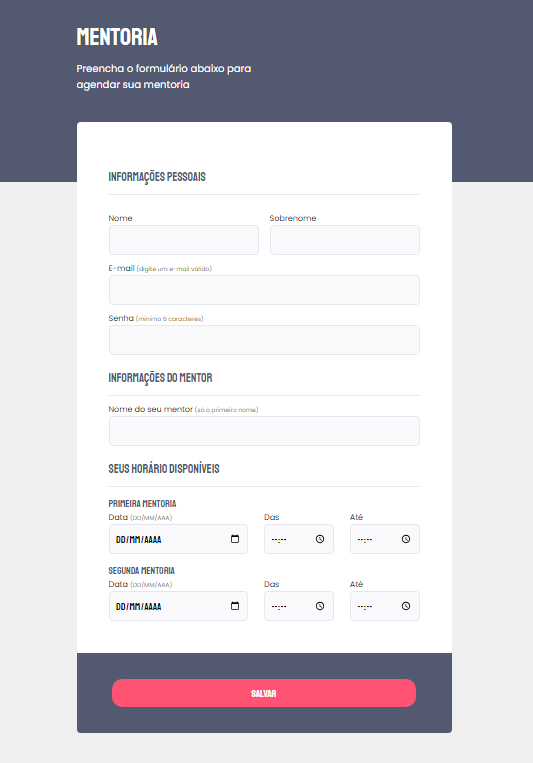 MENTORIA
Preencha o formulário abaixo para
agendar sua mentoria
INFORMAÇÕES PESSOAIS
Nome Sobrenome
E-mail (digite um e-mail válido)
Senha (mínimo 6 caracteres)
INFORMAÇÕES DO MENTOR
Nome do seu mentor (só o primeiro nome)
SEUS HORÁRIO DISPONÍVEIS
PRIMEIRA MENTORIA
Data (DD/MM/AAA) Das Até
DD/MM/AAAA --:-- --:--
SEGUNDA MENTORIA
Data (DD/MM/AAA) Das Até
DD/MM/AAAA --:-- --:--
SALVAR